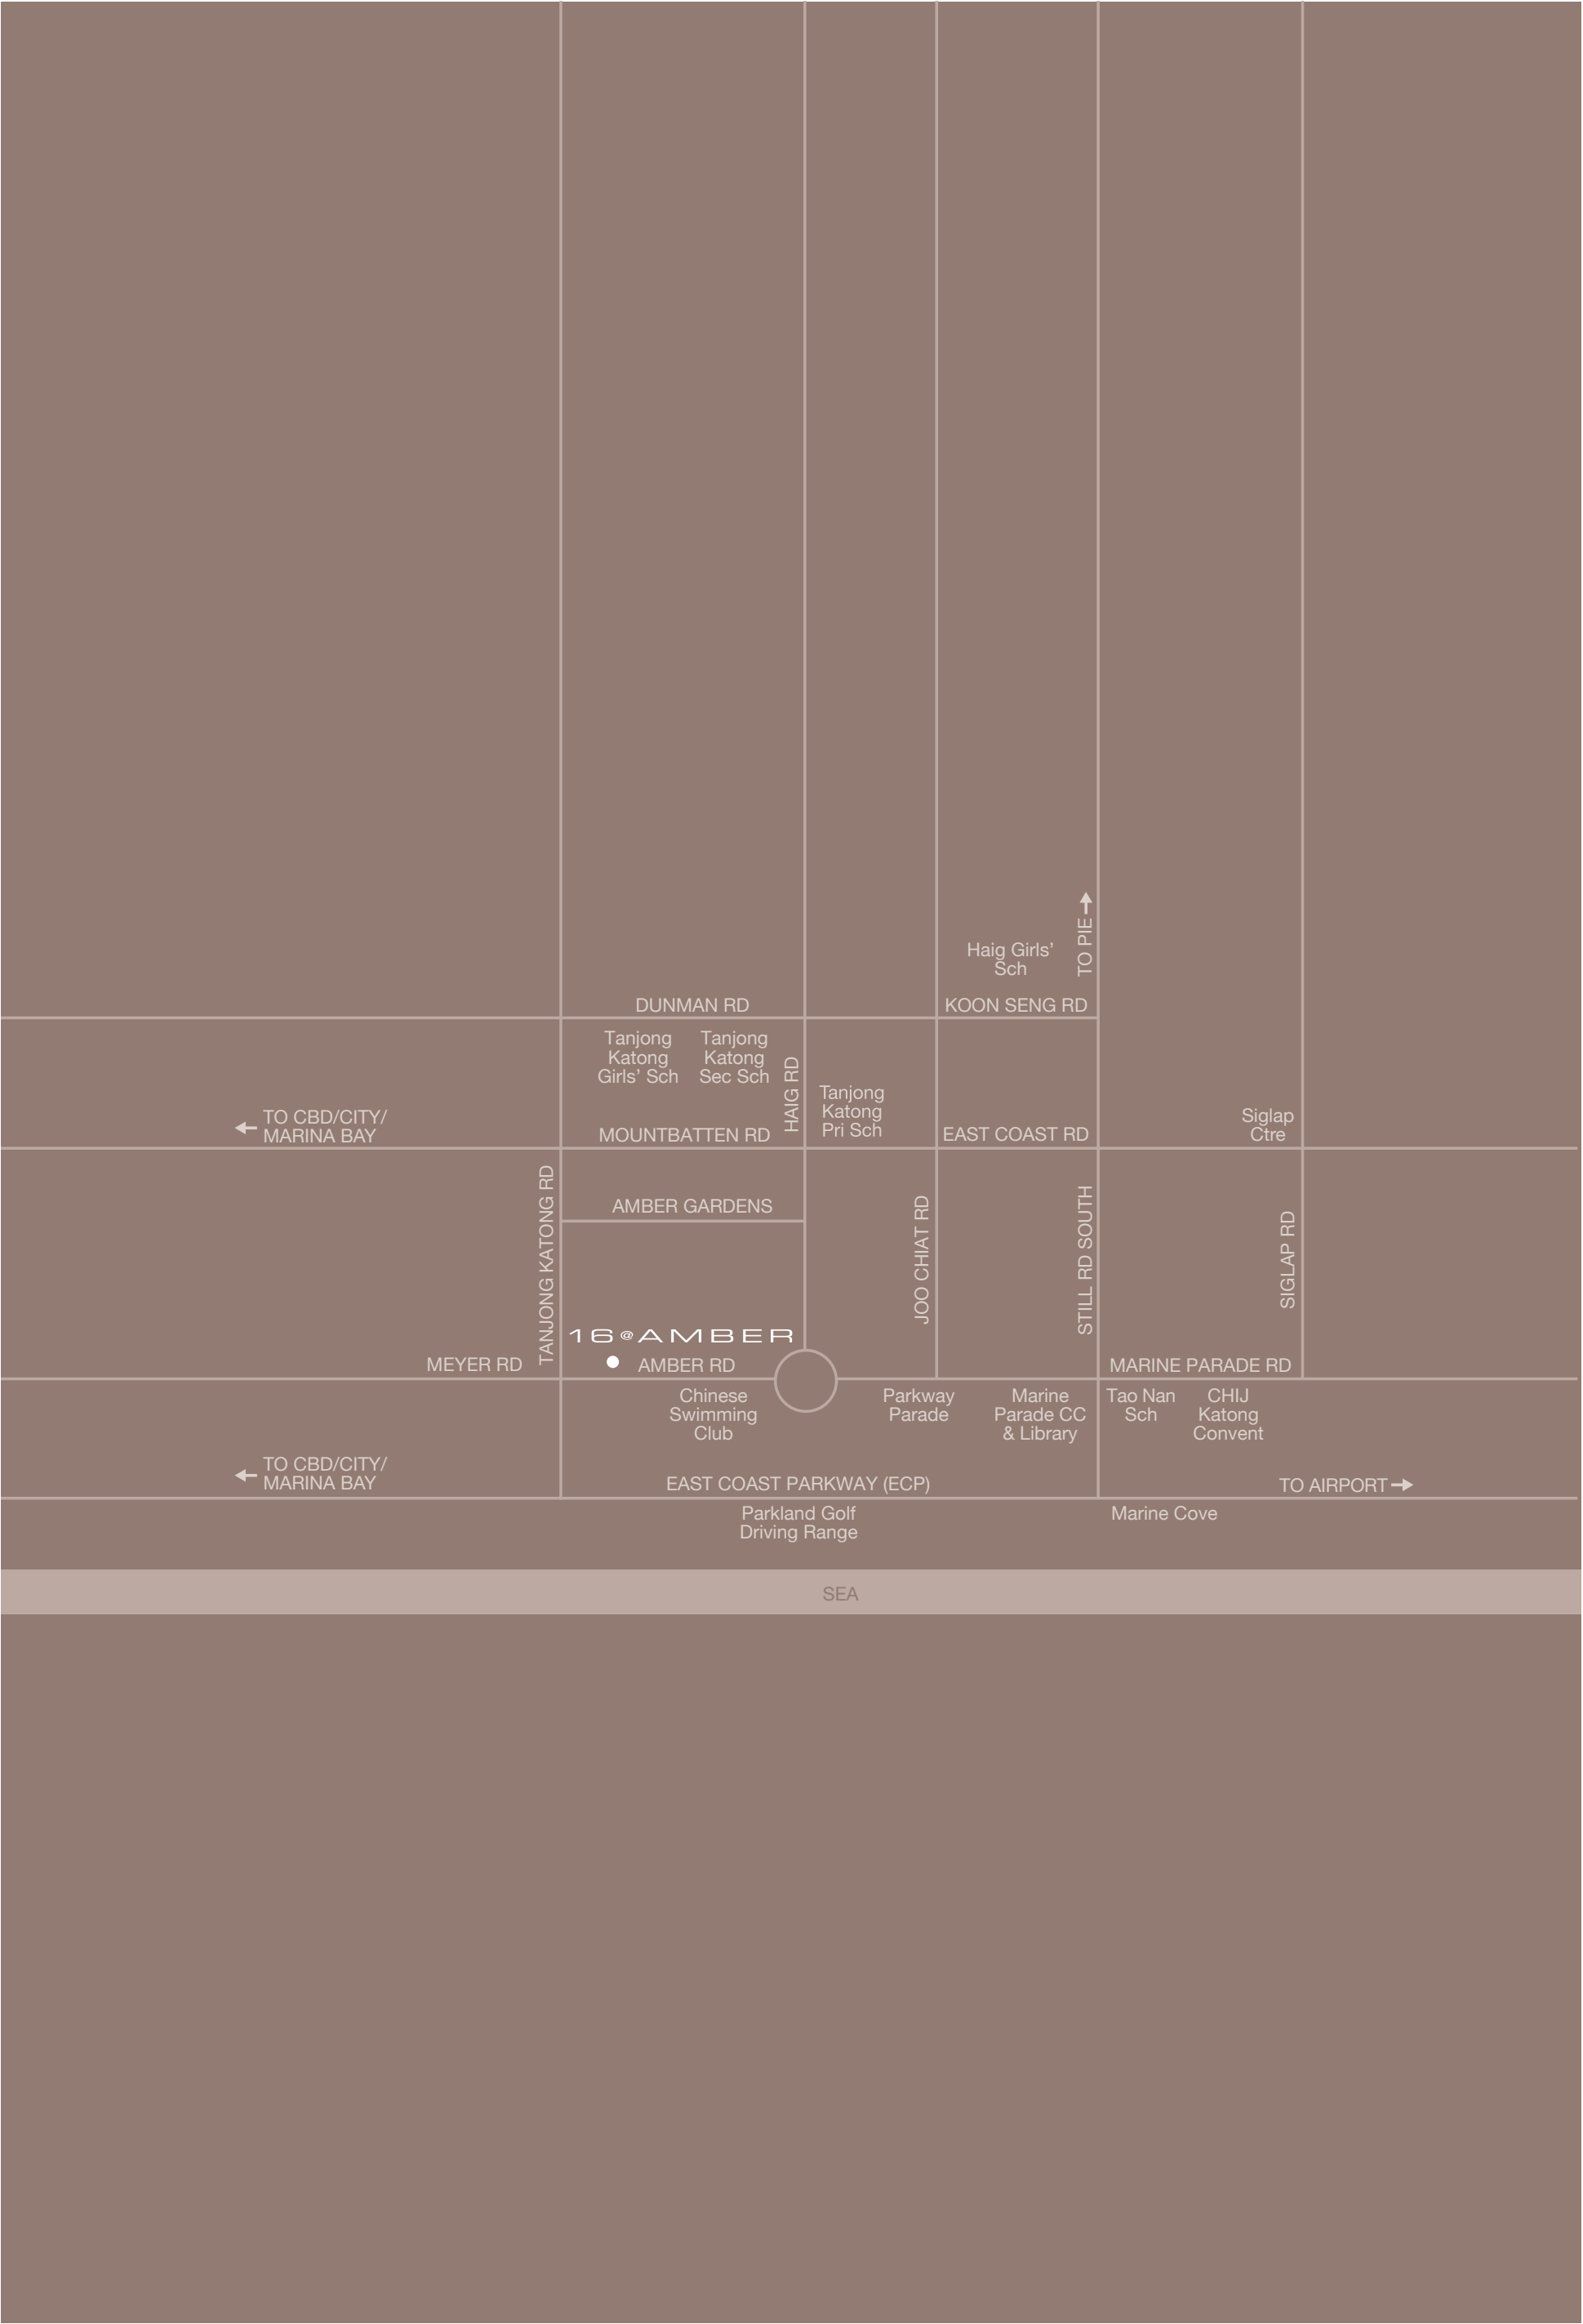 TO PIE
Haig Girls’
Sch
DUNMAN RD
KOON SENG RD
Tanjong
Katong
Girls’ Sch
Tanjong
Katong
Sec Sch
HAIG RD
Tanjong
Katong
Pri Sch
TO CBD/CITY/
MARINA BAY
MOUNTBATTEN RD
EAST COAST RD
Siglap
Ctre
TANJONG KATONG RD
AMBER GARDENS
JOO CHIAT RD
STILL RD SOUTH
SIGLAP RD
16@AMBER
MEYER RD
AMBER RD
MARINE PARADE RD
Chinese
Swimming
Club
Parkway
Parade
Marine
Parade CC
& Library
Tao Nan
Sch
CHIJ
Katong
Convent
TO CBD/CITY/
MARINA BAY
EAST COAST PARKWAY (ECP)
TO AIRPORT
Parkland Golf
Driving Range
Marine Cove
SEA